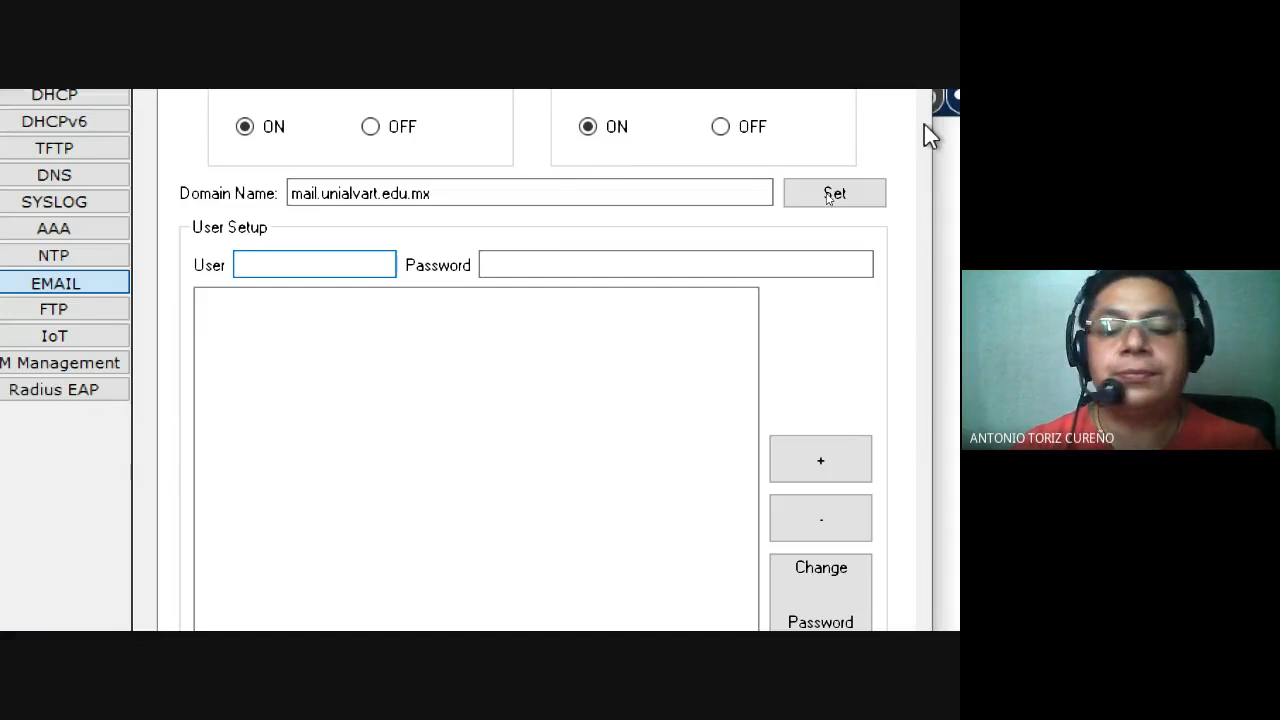 DHCP
DHCPv6
TFTP
DNS
SYSLOG
AAA
NTP
EMAIL
FTP
IoT
M Management
Radius EAP
ON OFF ON OFF
Domain Name: mail.unialvart.edu.mx Set
User Setup
User Password
+
-
Change
Password
ANTONIO TORIZ CUREÑO